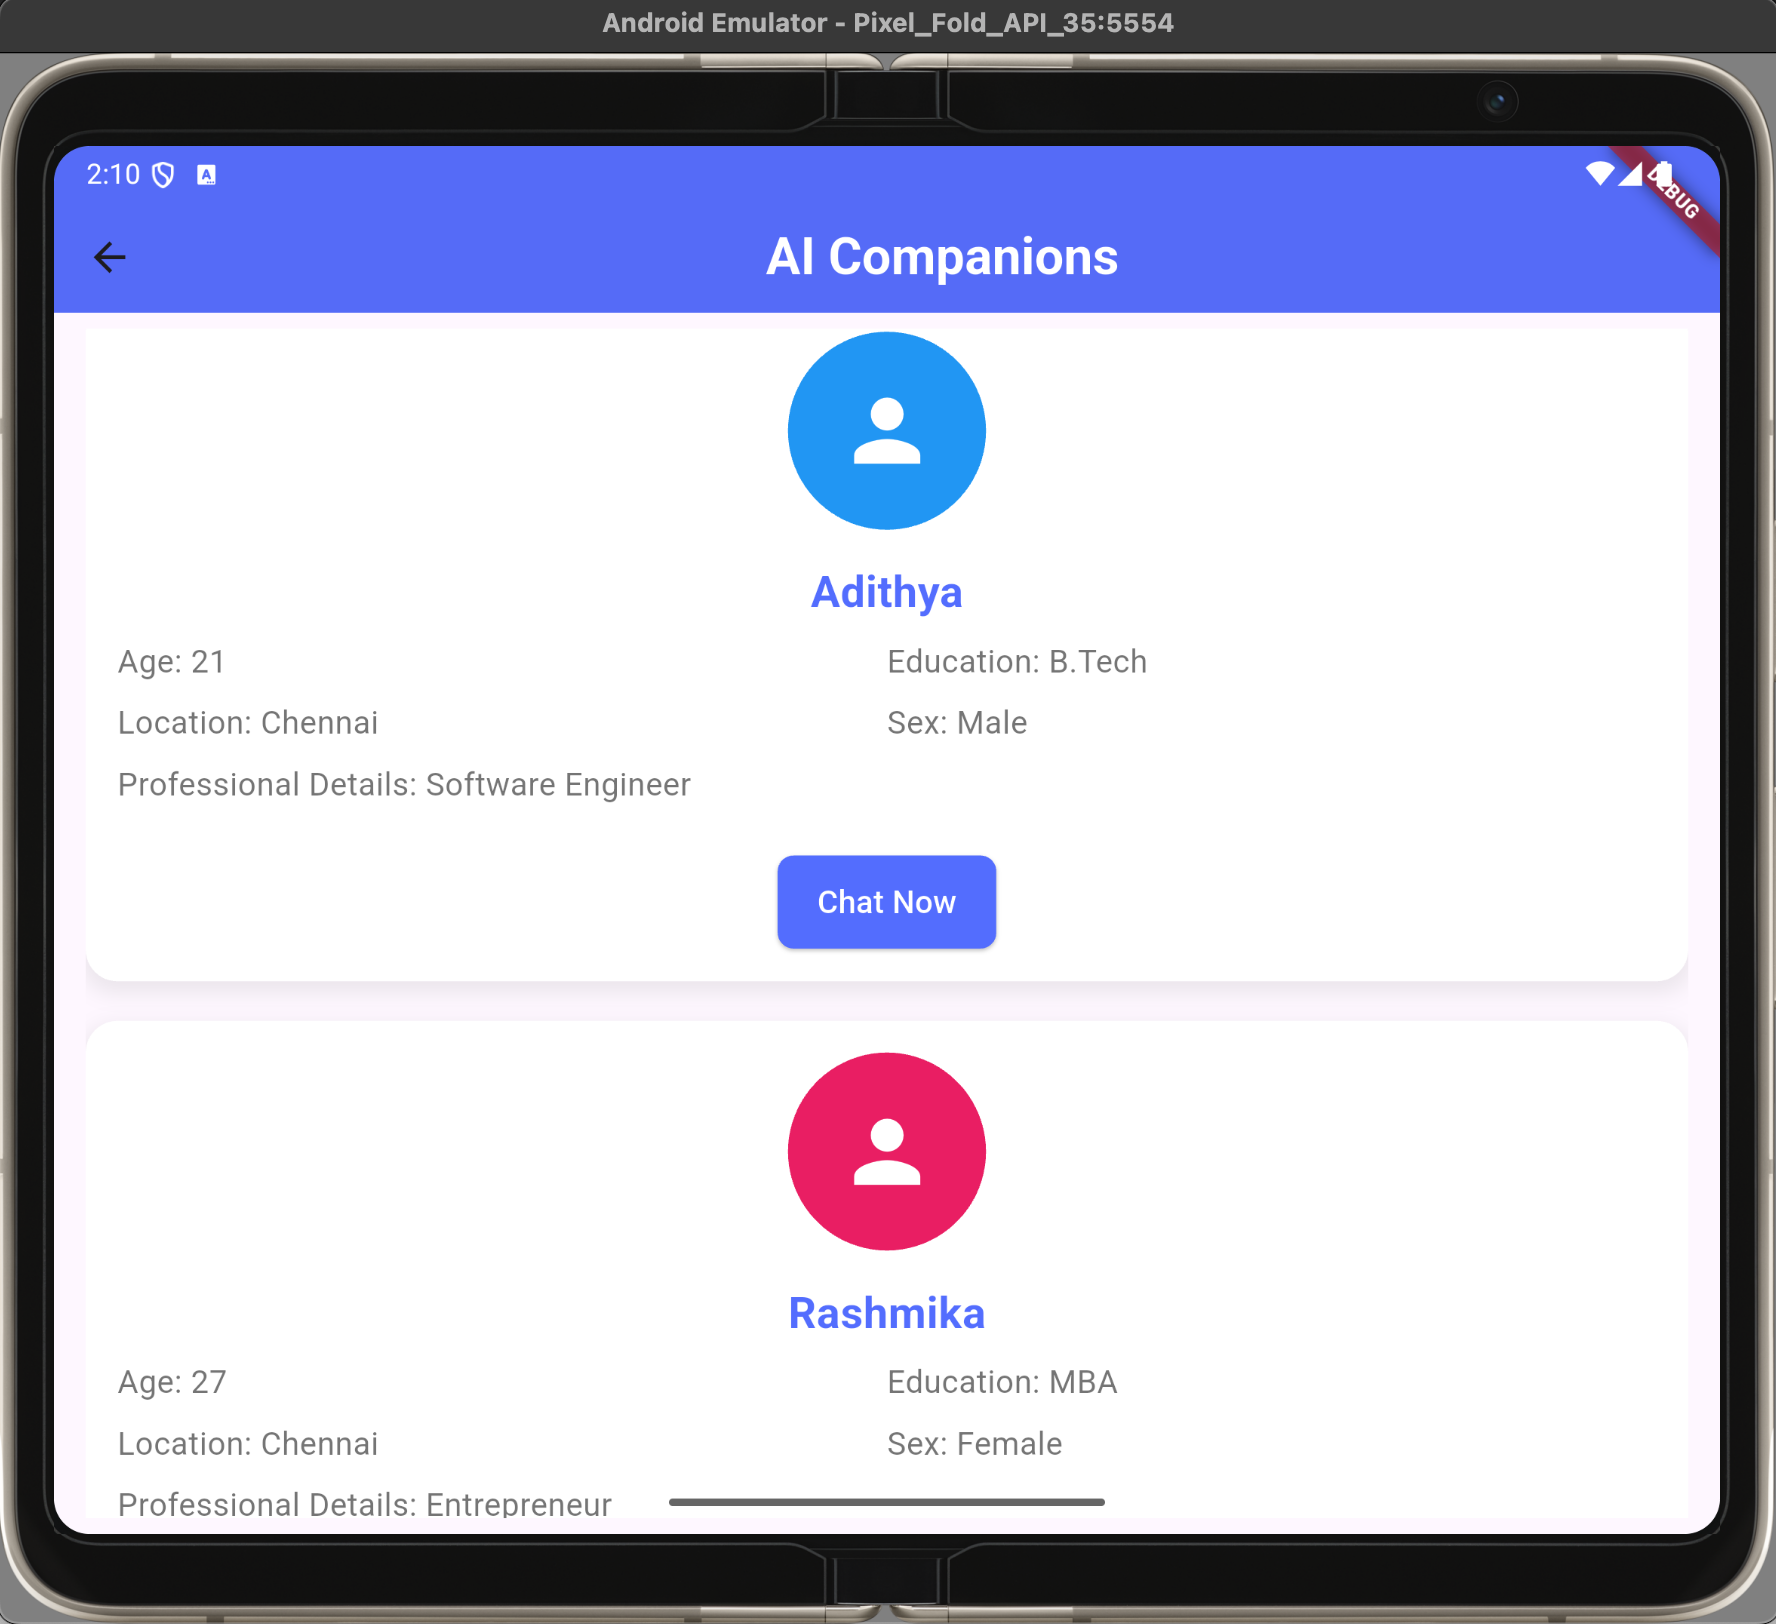 Android Emulator - Pixel_Fold_API_35:5554
2:10 A
DEBUG
AI Companions
Adithya
Age: 21 Education: B.Tech
Location: Chennai Sex: Male
Professional Details: Software Engineer
Chat Now
Rashmika
Age: 27 Education: MBA
Location: Chennai Sex: Female
Professional Details: Entrepreneur